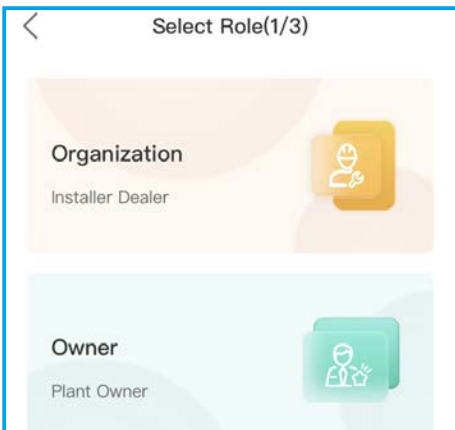 Select Role(1/3)
Organization
Installer Dealer
Owner
Plant Owner